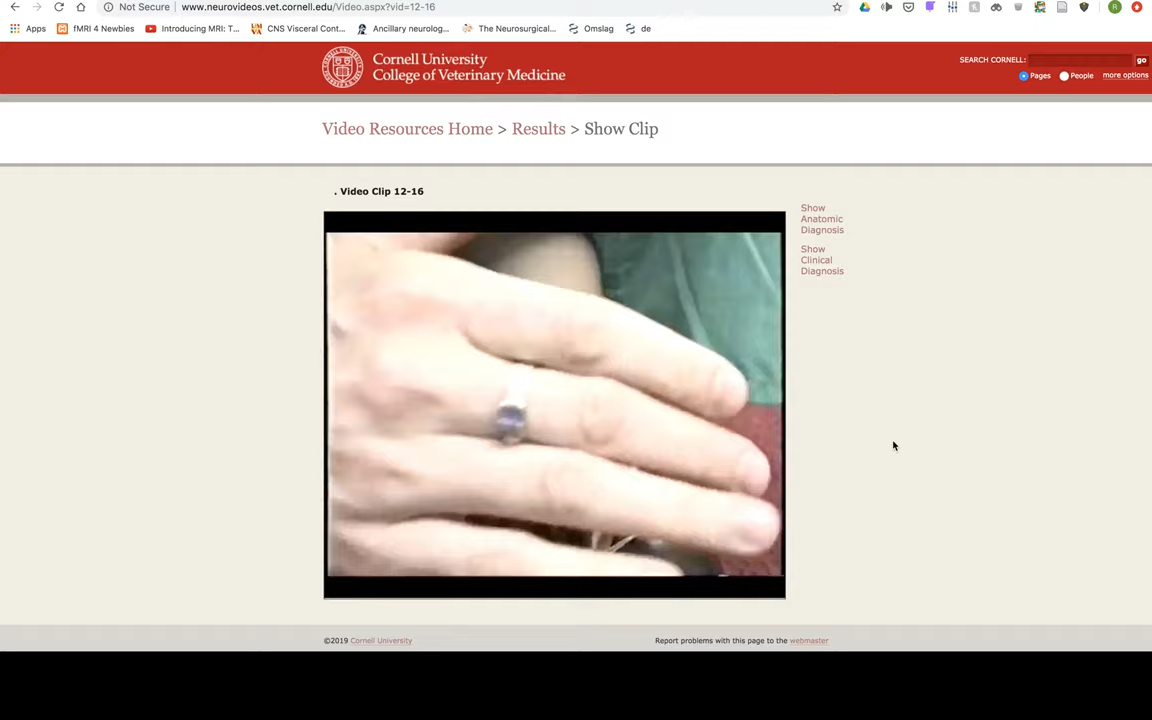 Not Secure www.neurovideos.vet.cornell.edu/Video.aspx?vid=12-16
Apps fMRI 4 Newbies Introducing MRI: T... CNS Visceral Cont... Ancillary neurolog... The Neurosurgical... Omslag de
Cornell University
College of Veterinary Medicine
SEARCH CORNELL: go
Pages People more options
Video Resources Home > Results > Show Clip
. Video Clip 12-16
Show
Anatomic
Diagnosis
Show
Clinical
Diagnosis
©2019 Cornell University
Report problems with this page to the webmaster